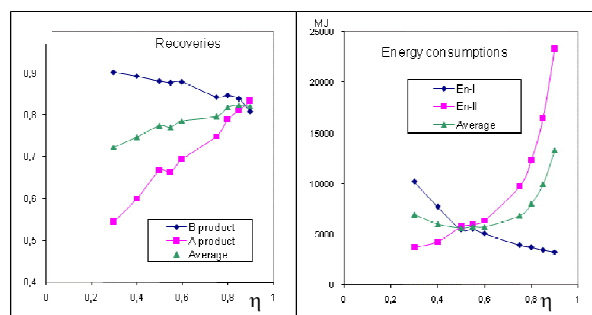 Recoveries
0,9
0,8
0,7
0,6
0,5
0,4
B product
A product
Average
0
0,2
0,4
0,6
0,8
1
η
MJ
25000
20000
15000
10000
5000
0
Energy consumptions
En-I
En-II
Average
0
0,2
0,4
0,6
0,8
1
η